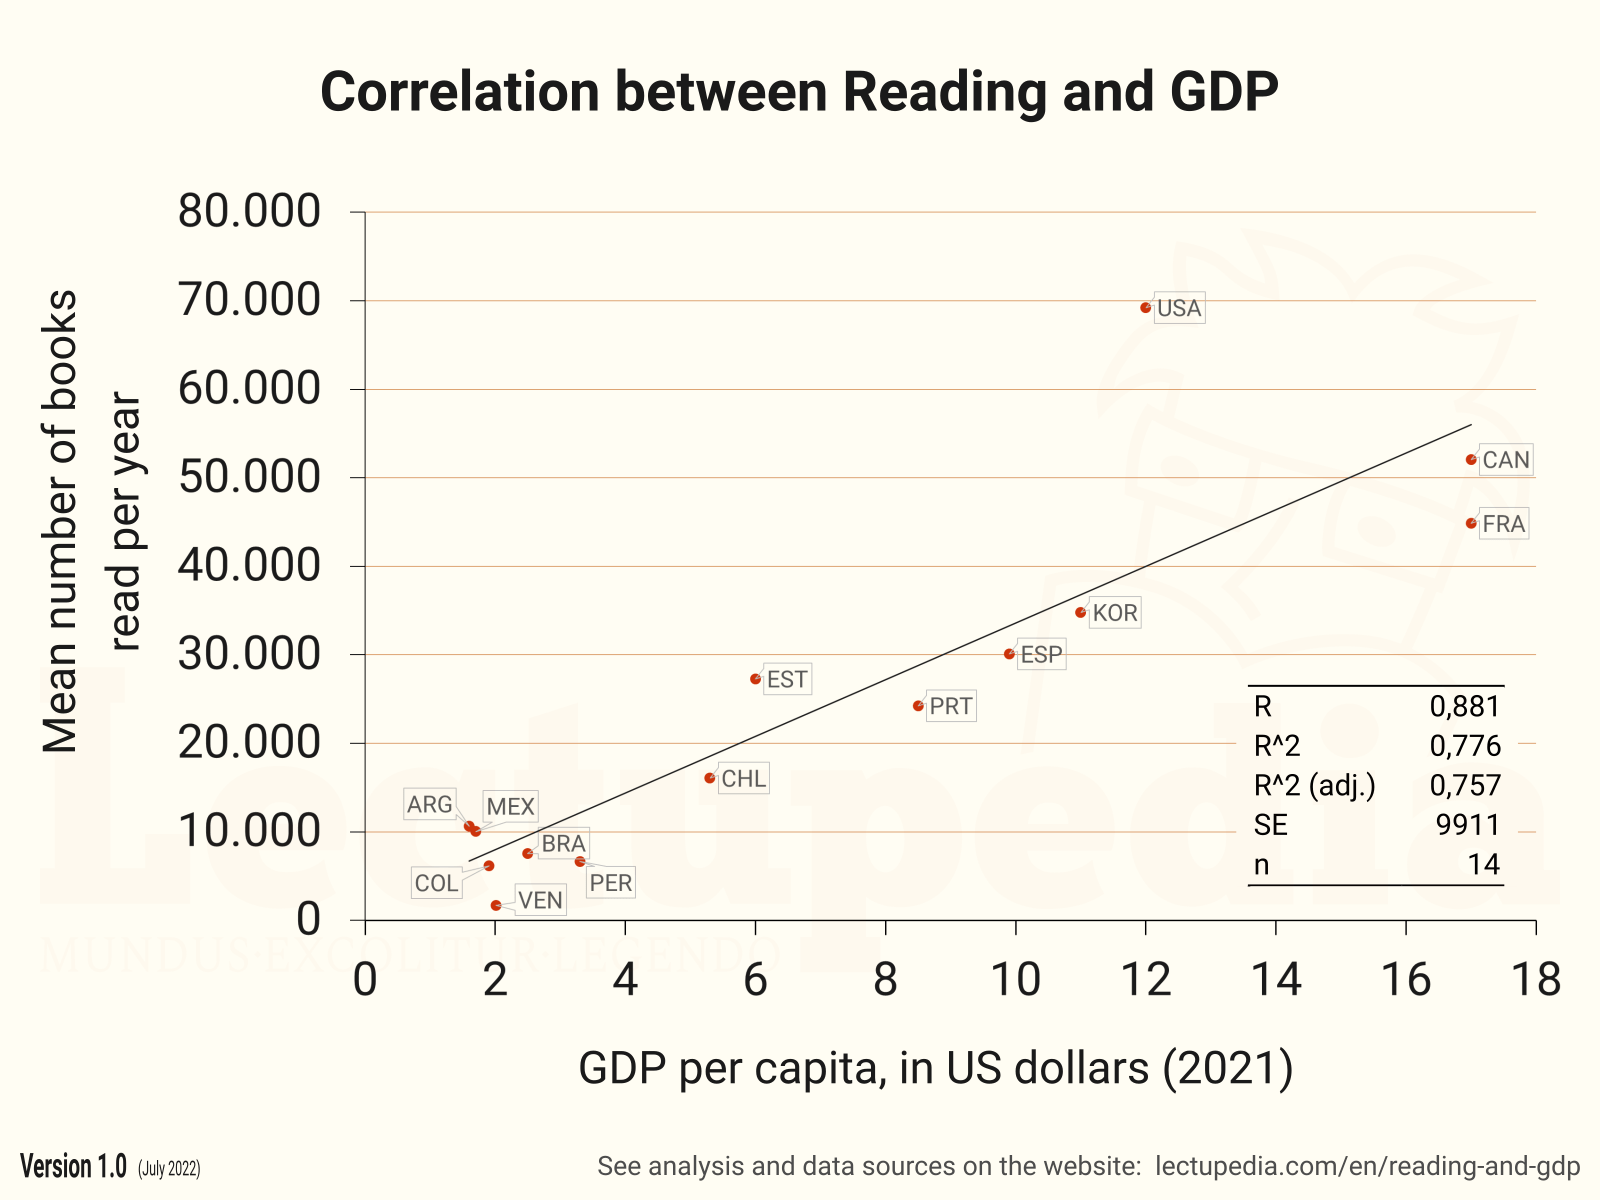 Correlation between Reading and GDP
Mean number of books
read per year
80.000
70.000
60.000
50.000
40.000
30.000
20.000
10.000
0
USA
CAN
FRA
KOR
ESP
EST
PRT
CHL
ARG
MEX
BRA
COL
PER
VEN
R 0,881
R^2 0,776
R^2 (adj.) 0,757
SE 9911
n 14
0 2 4 6 8 10 12 14 16 18
GDP per capita, in US dollars (2021)
Lectupedia
MUNDUS·EXCOLITUR·LEGENDO
Version 1.0 (July 2022)
See analysis and data sources on the website: lectupedia.com/en/reading-and-gdp